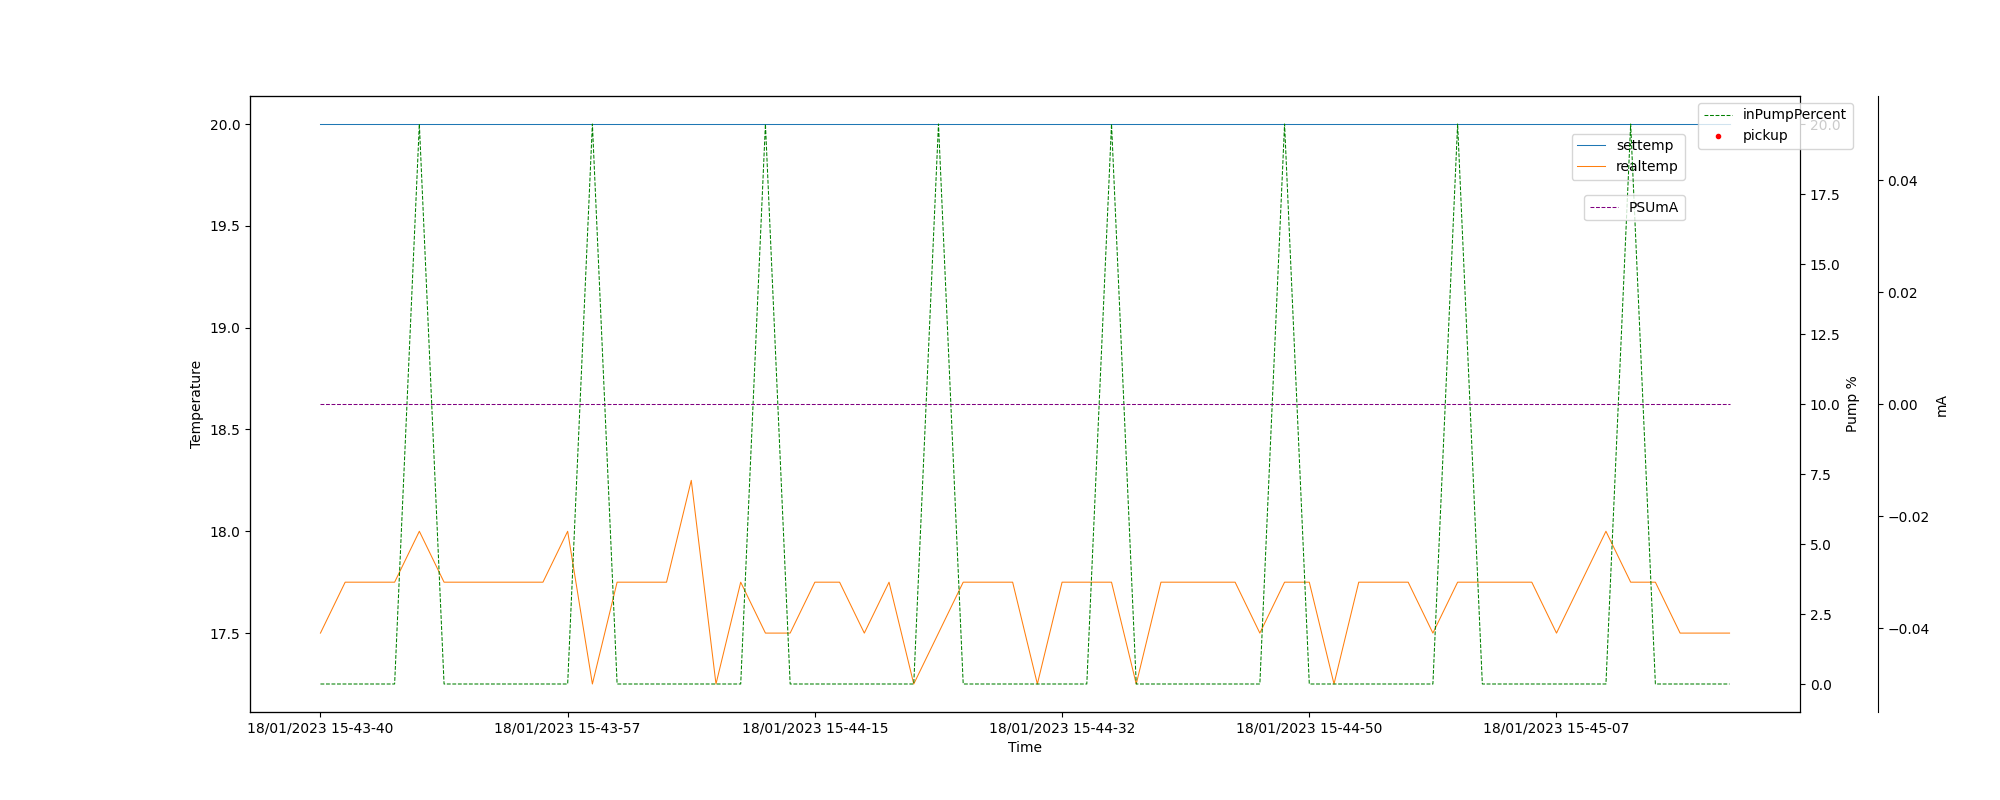 inPumpPercent
pickup
settemp
realtemp
PSUmA
Temperature
20.0
19.5
19.0
18.5
18.0
17.5
18/01/2023 15-43-40
18/01/2023 15-43-57
18/01/2023 15-44-15
18/01/2023 15-44-32
18/01/2023 15-44-50
18/01/2023 15-45-07
Time
20.0
17.5
15.0
12.5
10.0
7.5
5.0
2.5
0.0
Pump %
0.04
0.02
0.00
−0.02
−0.04
mA